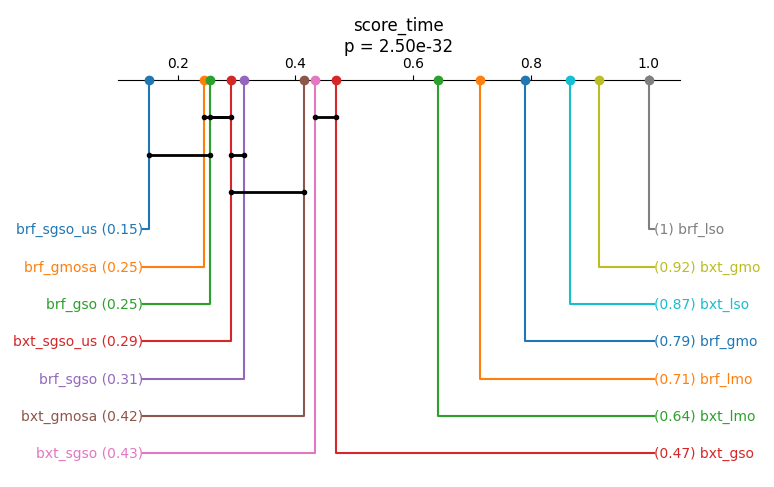 score_time
p = 2.50e-32
0.2 0.4 0.6 0.8 1.0
brf_sgso_us (0.15) (1) brf_lso
brf_gmosa (0.25) (0.92) bxt_gmo
brf_gso (0.25) (0.87) bxt_lso
bxt_sgso_us (0.29) (0.79) brf_gmo
brf_sgso (0.31) (0.71) brf_lmo
bxt_gmosa (0.42) (0.64) bxt_lmo
bxt_sgso (0.43) (0.47) bxt_gso